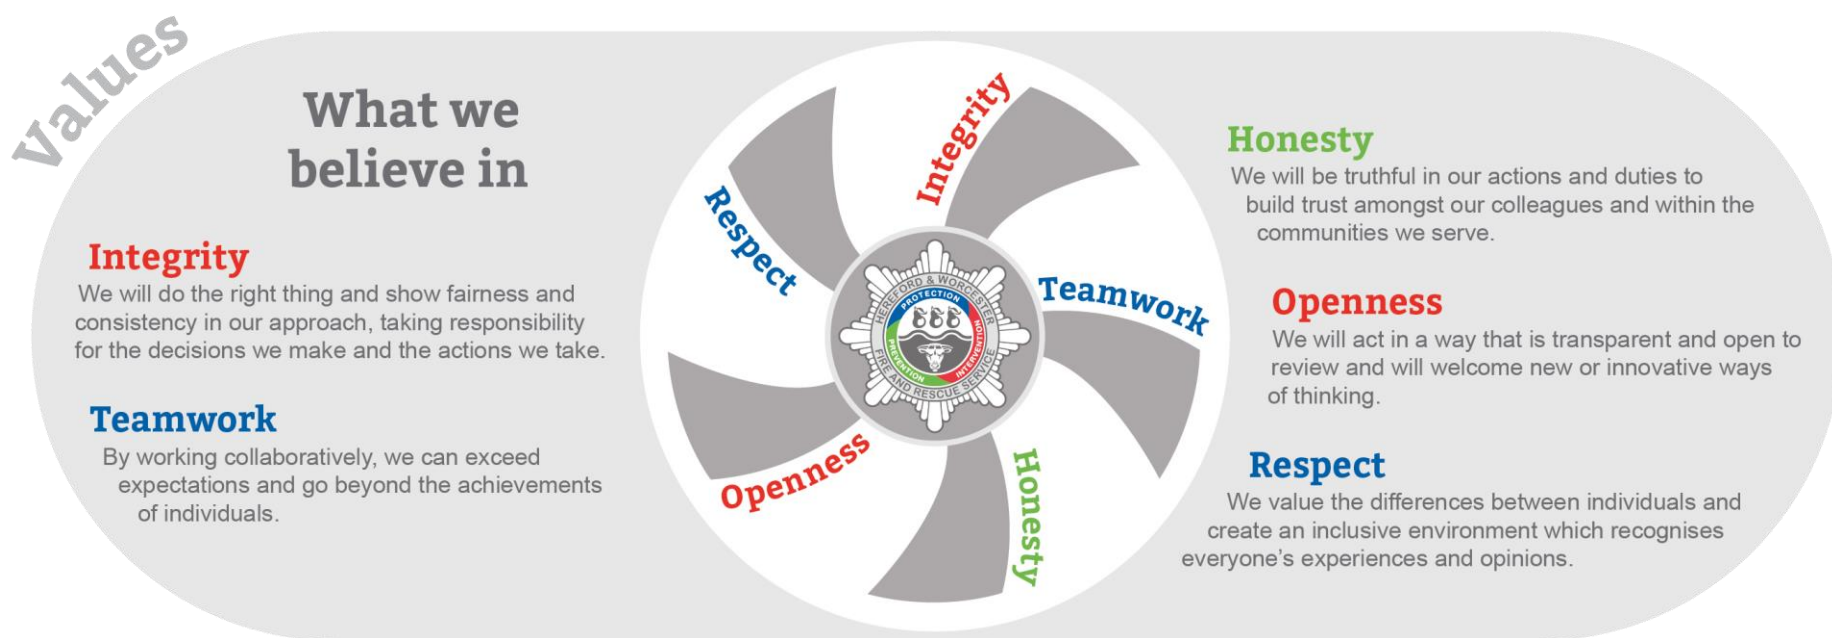 Values
What we
believe in
Integrity
We will do the right thing and show fairness and
consistency in our approach, taking responsibility
for the decisions we make and the actions we take.
Teamwork
By working collaboratively, we can exceed
expectations and go beyond the achievements
of individuals.
Integrity
Teamwork
Honesty
Openness
Respect
HEREFORD & WORCESTER
FIRE AND RESCUE SERVICE
PROTECTION
INTERVENTION
PREVENTION
Honesty
We will be truthful in our actions and duties to
build trust amongst our colleagues and within the
communities we serve.
Openness
We will act in a way that is transparent and open to
review and will welcome new or innovative ways
of thinking.
Respect
We value the differences between individuals and
create an inclusive environment which recognises
everyone’s experiences and opinions.